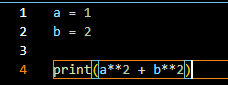 1 a = 1
2 b = 2
3
4 print(a**2 + b**2)